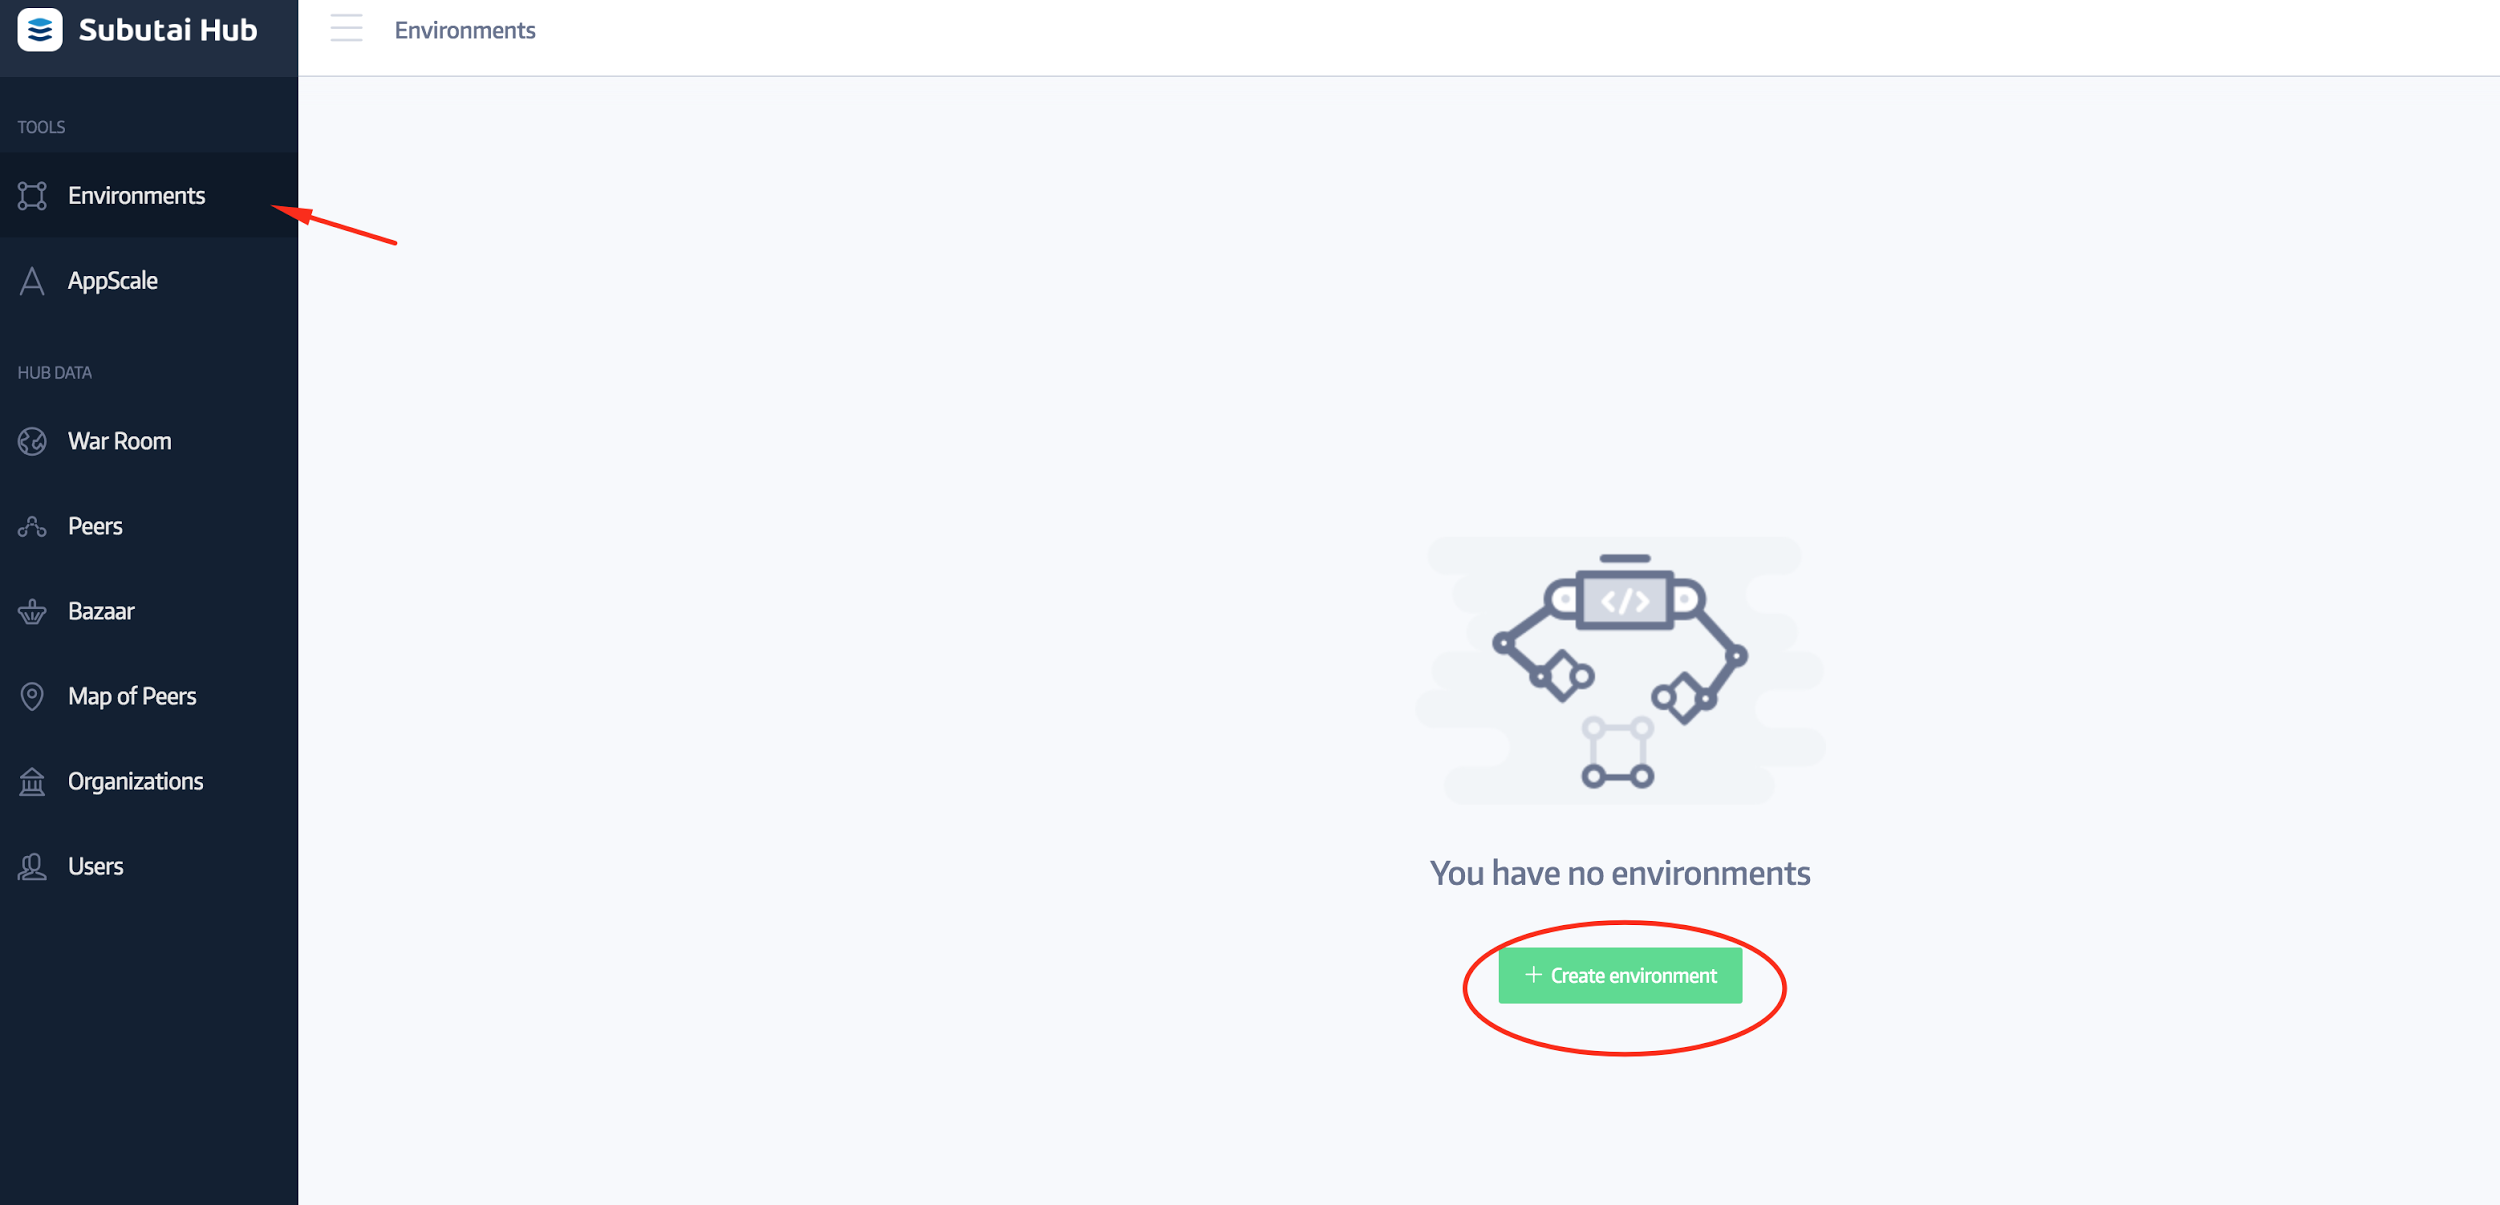 Subutai Hub
Environments
TOOLS
Environments
AppScale
HUB DATA
War Room
Peers
Bazaar
Map of Peers
Organizations
Users
</>
You have no environments
+ Create environment